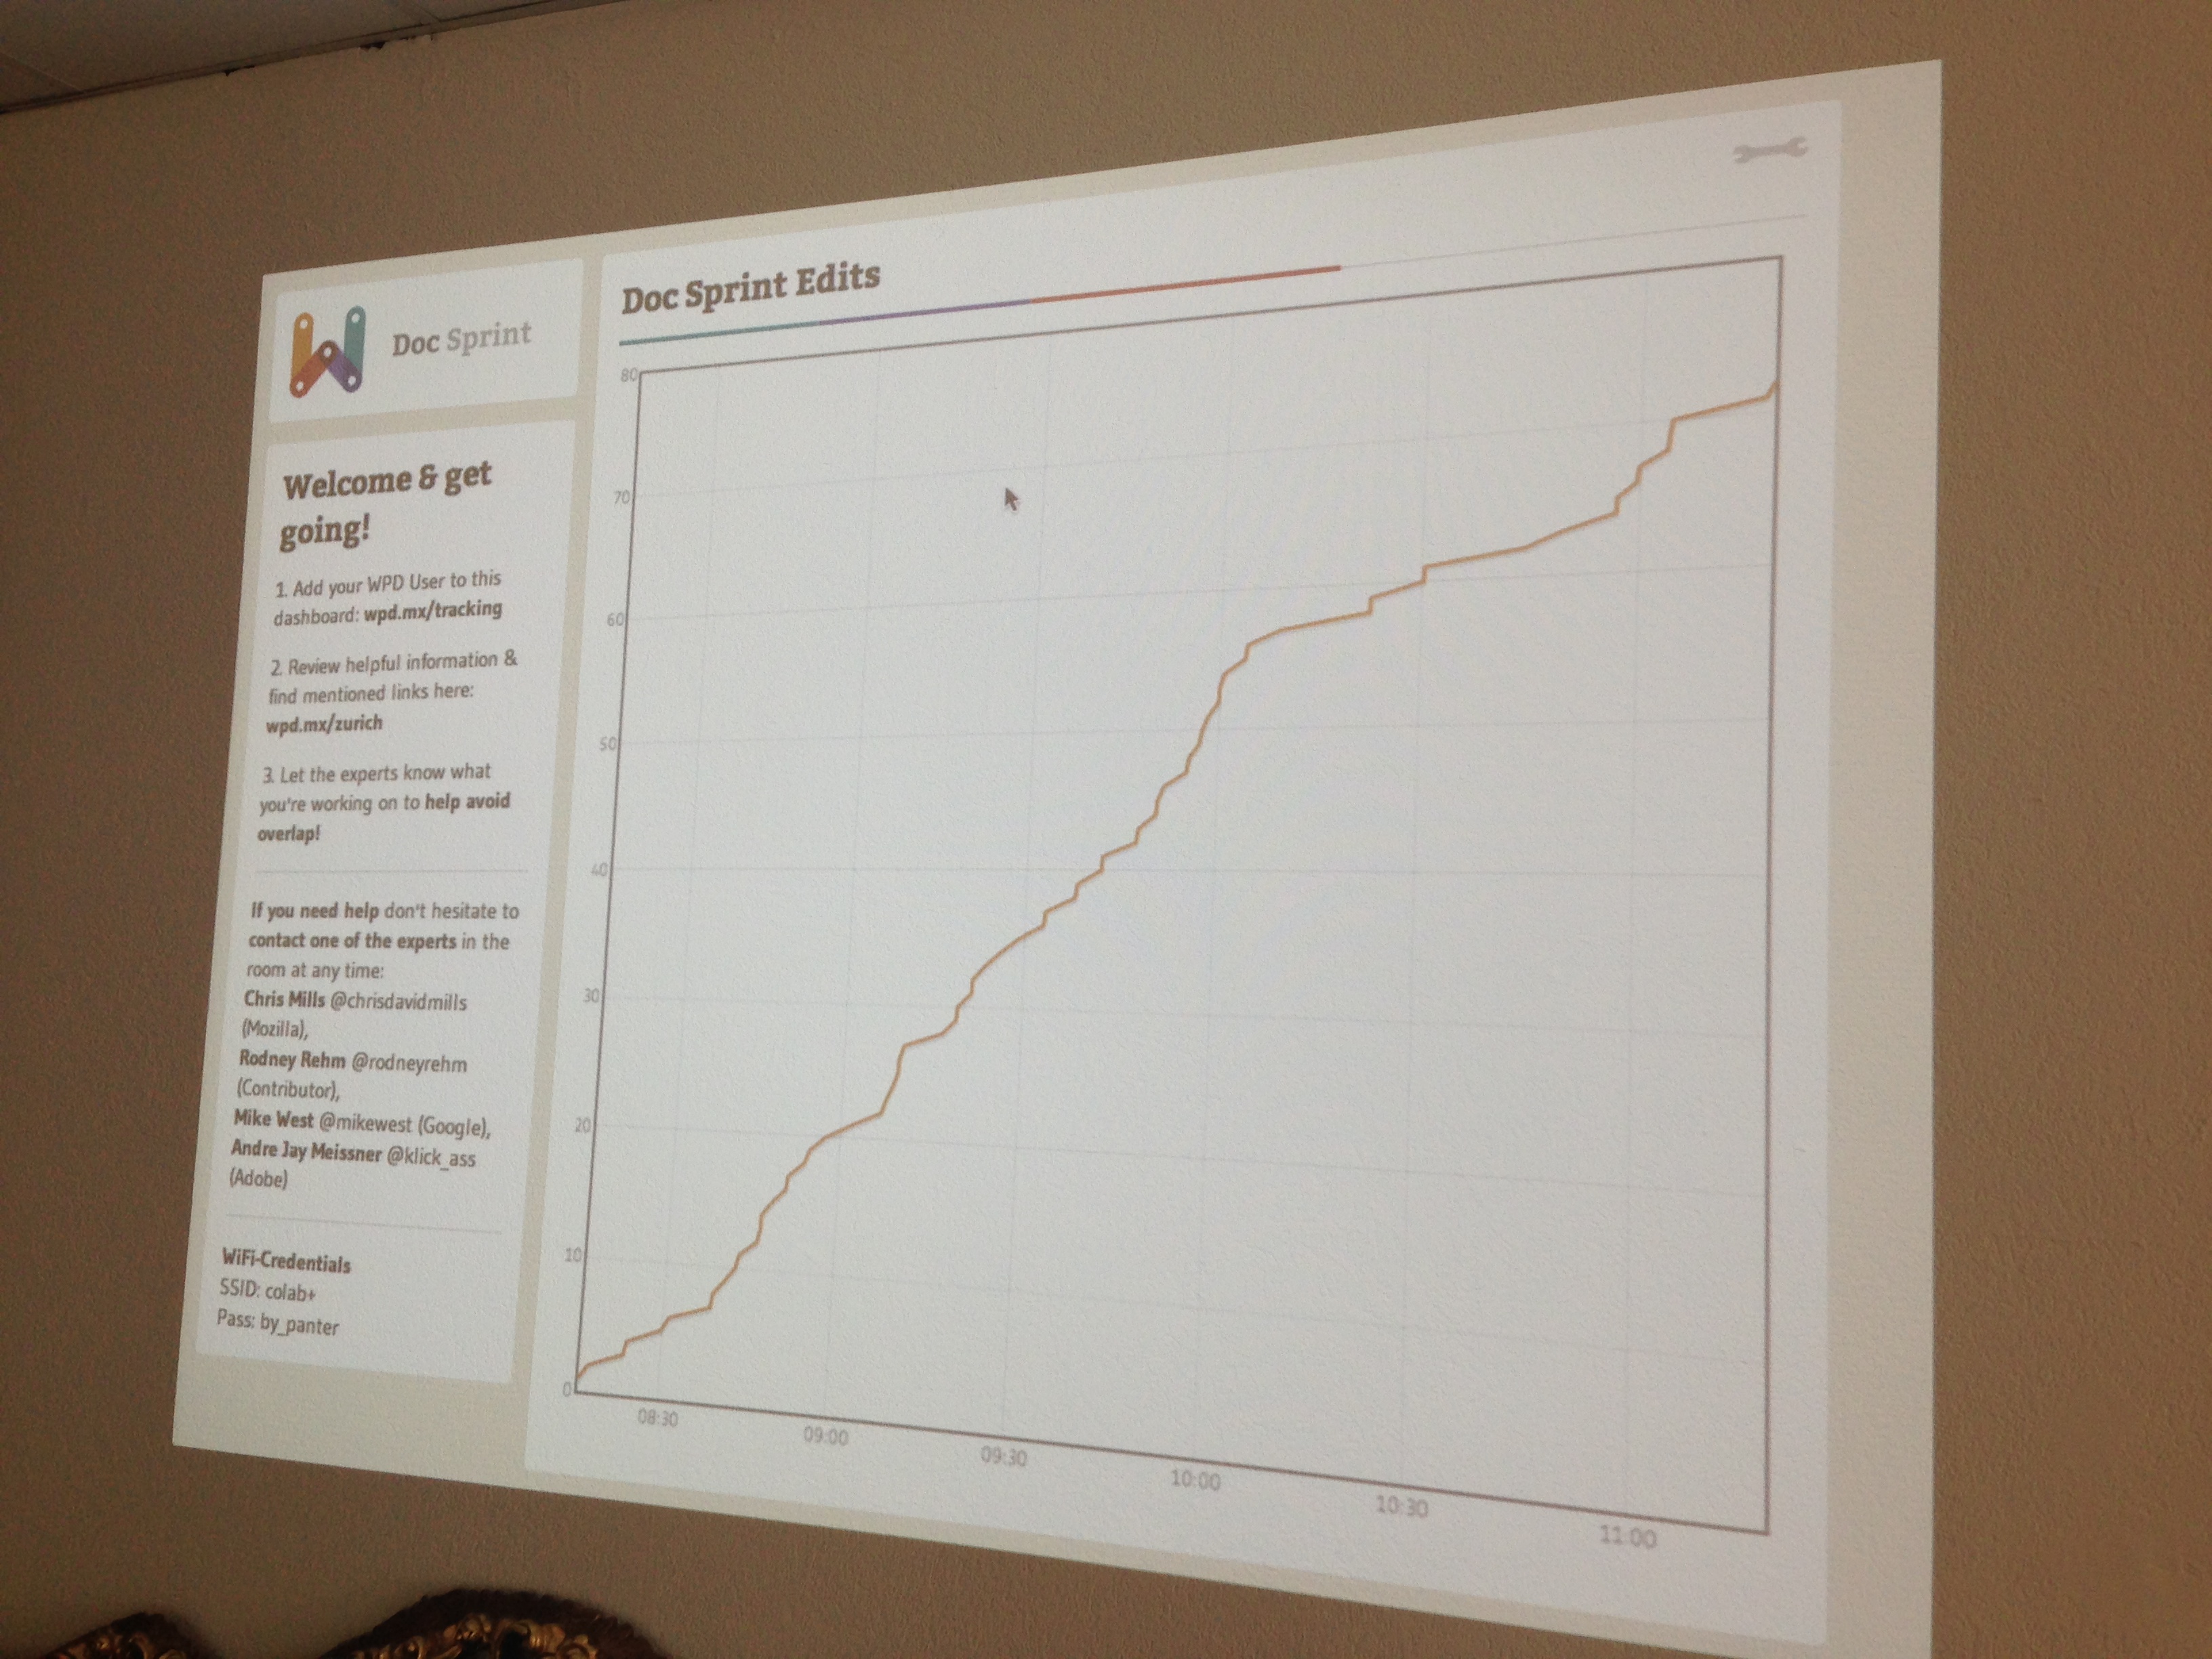 Doc Sprint
Welcome & get
going!
1. Add your WPD User to this
dashboard: wpd.mx/tracking
2. Review helpful information &
find mentioned links here:
wpd.mx/zurich
3. Let the experts know what
you're working on to help avoid
overlap!
If you need help don't hesitate to
contact one of the experts in the
room at any time:
Chris Mills @chrisdavidmills
(Mozilla),
Rodney Rehm @rodneyrehm
(Contributor),
Mike West @mikewest (Google),
Andre Jay Meissner @klick_ass
(Adobe)
WiFi-Credentials
SSID: colab+
Pass: by_panter
Doc Sprint Edits
80
70
60
50
40
30
20
10
0
08:30
09:00
09:30
10:00
10:30
11:00